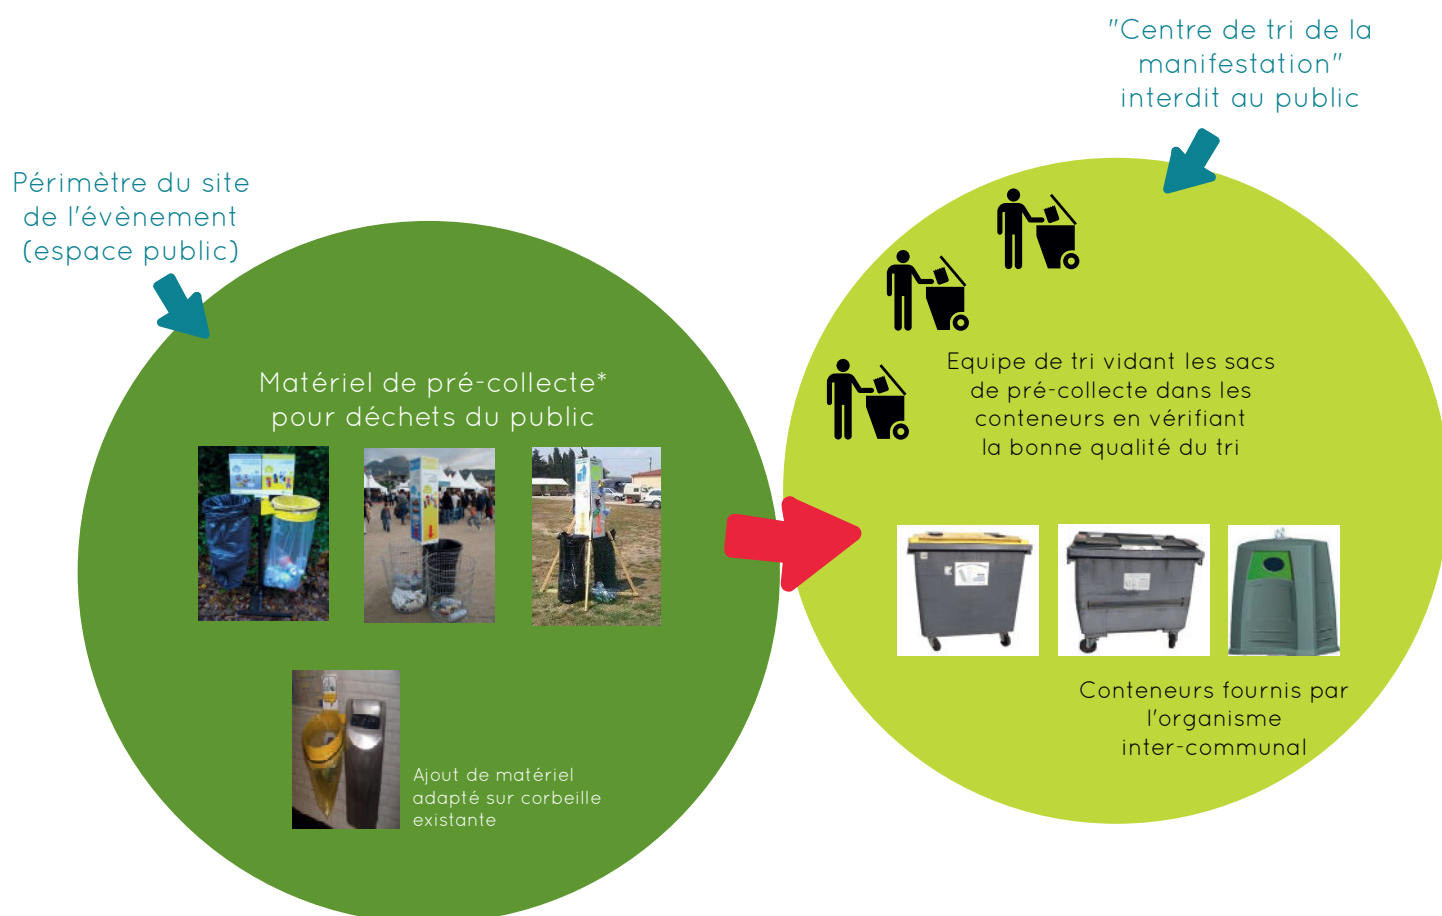 "Centre de tri de la
manifestation"
interdit au public
Périmètre du site
de l'évènement
(espace public)
Matériel de pré-collecte*
pour déchets du public
Ajout de matériel
adapté sur corbeille
existante
Equipe de tri vidant les sacs
de pré-collecte dans les
conteneurs en vérifiant
la bonne qualité du tri
Conteneurs fournis par
l'organisme
inter-communal